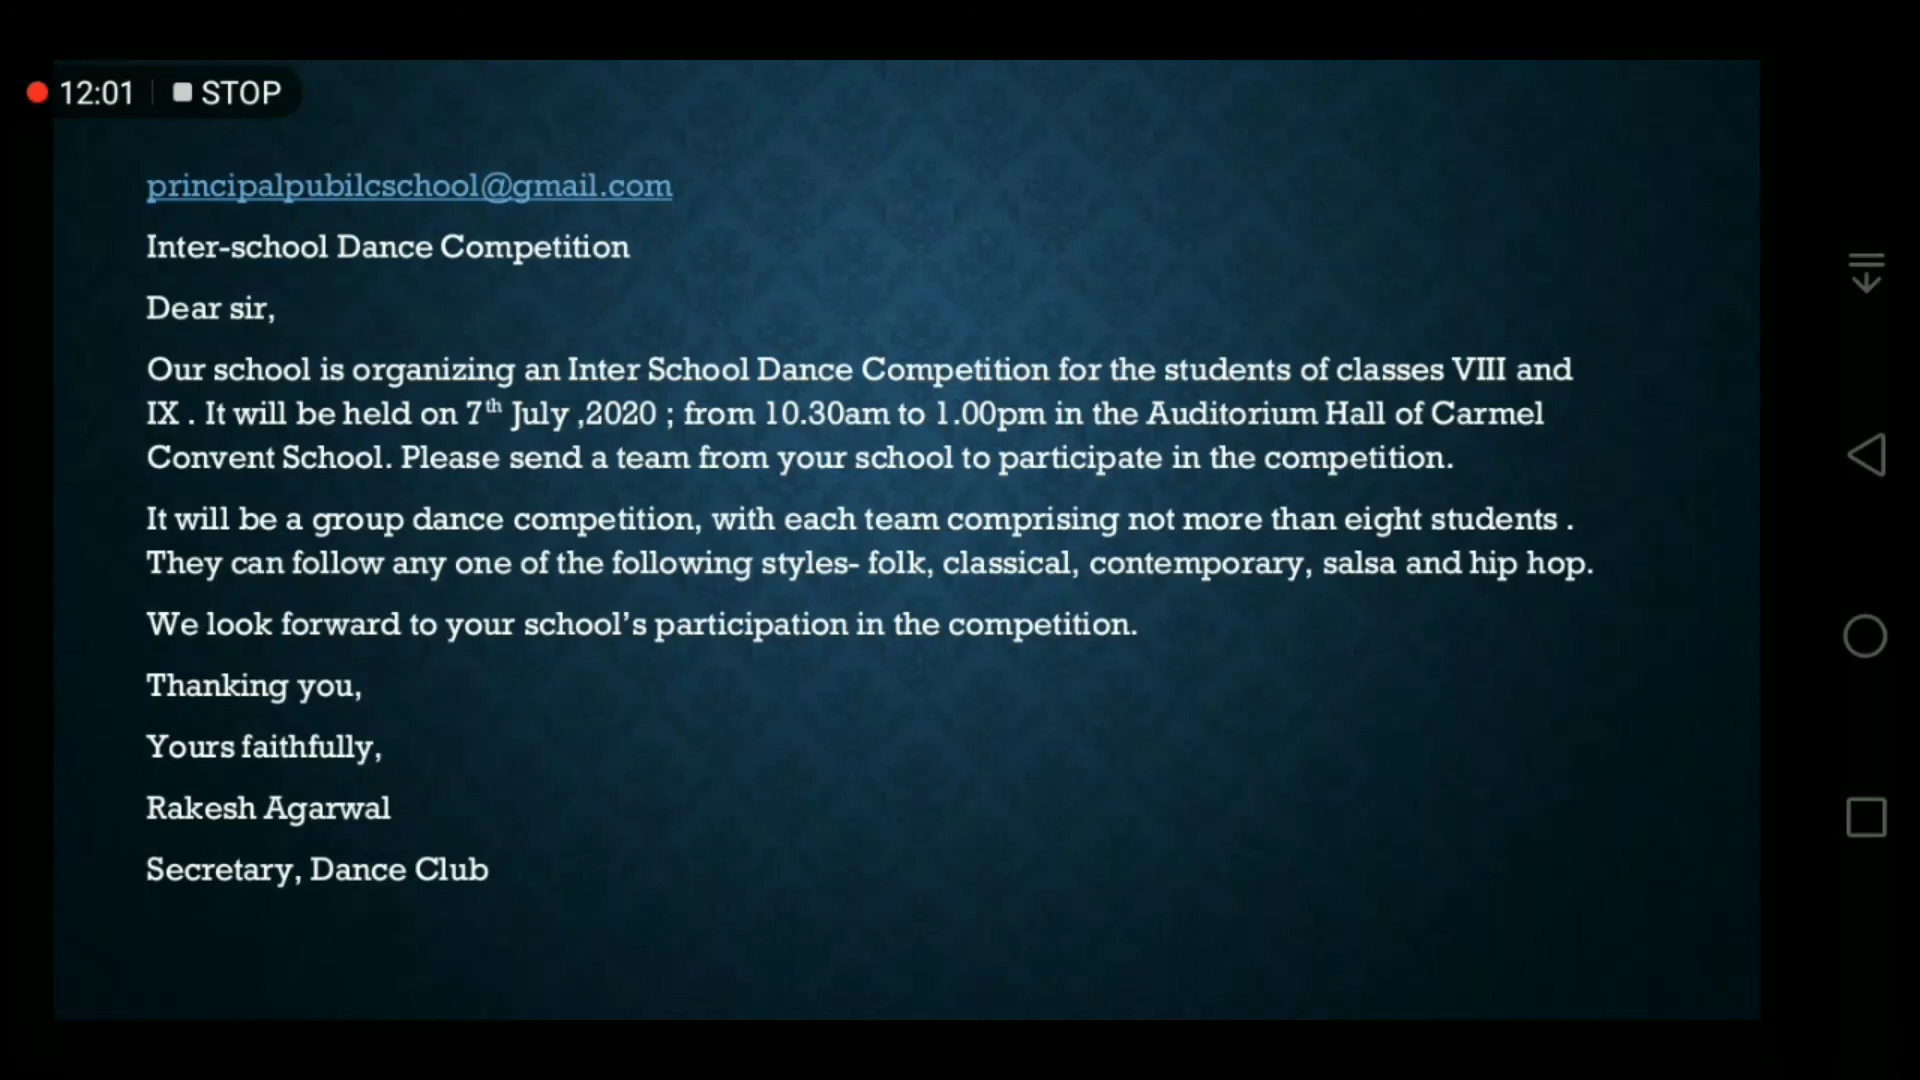 12:01 STOP
principalpubilcschool@gmail.com
Inter-school Dance Competition
Dear sir,
Our school is organizing an Inter School Dance Competition for the students of classes VIII and
IX . It will be held on 7th July ,2020 ; from 10.30am to 1.00pm in the Auditorium Hall of Carmel
Convent School. Please send a team from your school to participate in the competition.
It will be a group dance competition, with each team comprising not more than eight students .
They can follow any one of the following styles- folk, classical, contemporary, salsa and hip hop.
We look forward to your school’s participation in the competition.
Thanking you,
Yours faithfully,
Rakesh Agarwal
Secretary, Dance Club